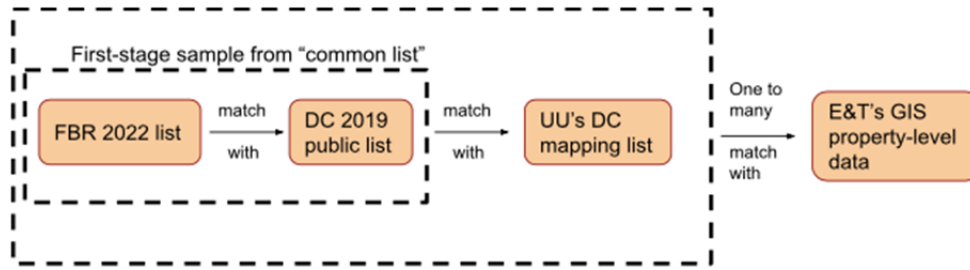 First-stage sample from “common list”
FBR 2022 list
match
with
DC 2019
public list
match
with
UU's DC
mapping list
One to
many
match
with
E&T's GIS
property-level
data